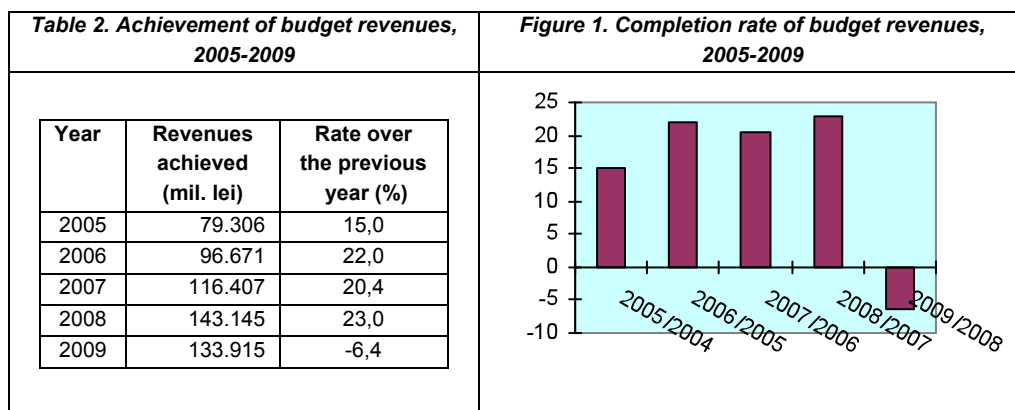 Table 2. Achievement of budget revenues,
2005-2009
Year Revenues achieved (mil. lei) Rate over the previous year (%)
2005 79.306 15,0
2006 96.671 22,0
2007 116.407 20,4
2008 143.145 23,0
2009 133.915 -6,4
Figure 1. Completion rate of budget revenues,
2005-2009
25
20
15
10
5
0
-5
-10
2005/2004
2006/2005
2007/2006
2008/2007
2009/2008